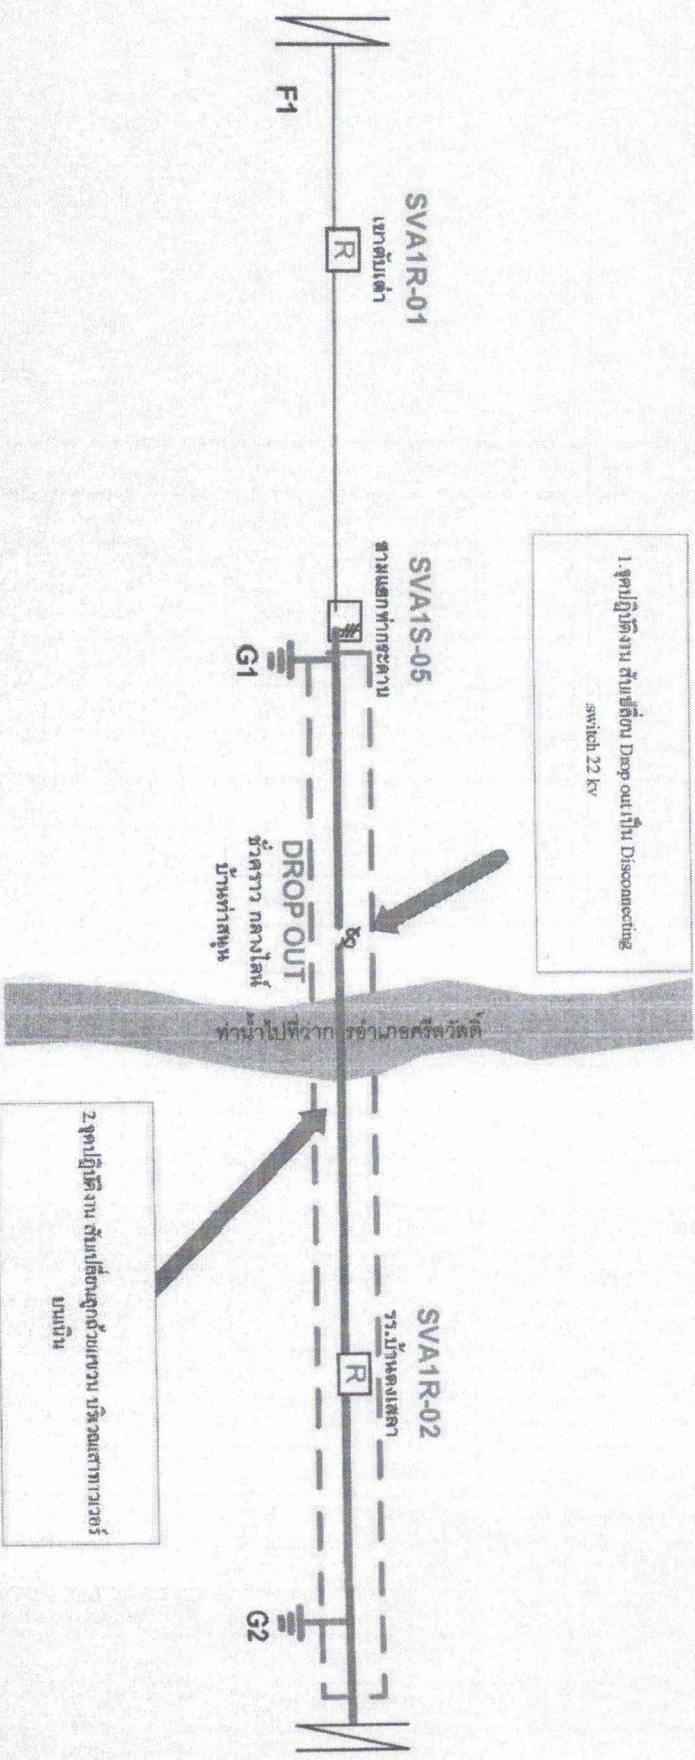 F1
SVA1R-01
เขาตับเต่า
R
SVA1S-05
สามแยกท่ากระดาน
G1
1.จุดปฏิบัติงาน สับเปลี่ยน Drop out เป็น Disconnecting
switch 22 kv
DROP OUT
ชั่วคราว กลางไลน์
บ้านท่าสนุน
ท่าน้ำไปที่ว่าการอำเภอศรีสวัสดิ์
2.จุดปฏิบัติงาน สับเปลี่ยนลูกถ้วยแขวน บริเวณเสาทาวเวอร์
บนเนิน
SVA1R-02
รร.บ้านดงเสลา
R
G2